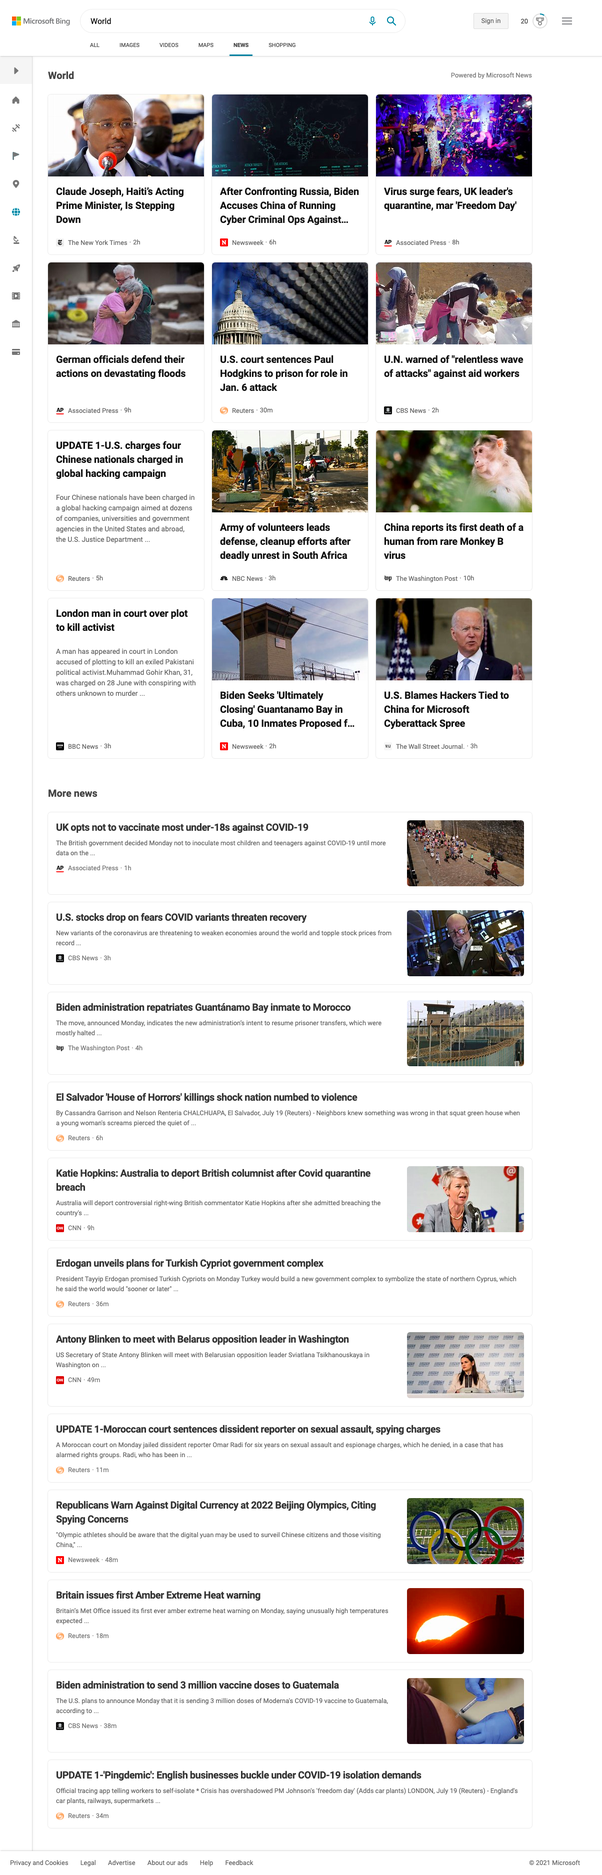 Microsoft Bing
World
Sign in
20
ALL
IMAGES
VIDEOS
MAPS
NEWS
SHOPPING
World
Powered by Microsoft News
Claude Joseph, Haiti's Acting
Prime Minister, Is Stepping
Down
The New York Times · 2h
After Confronting Russia, Biden
Accuses China of Running
Cyber Criminal Ops Against...
Newsweek · 6h
Virus surge fears, UK leader's
quarantine, mar 'Freedom Day'
AP Associated Press · 8h
German officials defend their
actions on devastating floods
AP Associated Press · 9h
U.S. court sentences Paul
Hodgkins to prison for role in
Jan. 6 attack
Reuters · 30m
U.N. warned of "relentless wave
of attacks" against aid workers
CBS News · 2h
UPDATE 1-U.S. charges four
Chinese nationals charged in
global hacking campaign
Four Chinese nationals have been charged in
a global hacking campaign aimed at dozens
of companies, universities and government
agencies in the United States and abroad,
the U.S. Justice Department ...
Reuters · 5h
Army of volunteers leads
defense, cleanup efforts after
deadly unrest in South Africa
NBC News · 3h
China reports its first death of a
human from rare Monkey B
virus
wp The Washington Post · 10h
London man in court over plot
to kill activist
A man has appeared in court in London
accused of plotting to kill an exiled Pakistani
political activist.Muhammad Gohir Khan, 31,
was charged on 28 June with conspiring with
others unknown to murder ...
BBC News · 3h
Biden Seeks 'Ultimately
Closing' Guantanamo Bay in
Cuba, 10 Inmates Proposed f...
N Newsweek · 2h
U.S. Blames Hackers Tied to
China for Microsoft
Cyberattack Spree
WSJ The Wall Street Journal. · 3h
More news
UK opts not to vaccinate most under-18s against COVID-19
The British government decided Monday not to inoculate most children and teenagers against COVID-19 until more
data on the ...
AP Associated Press · 1h
U.S. stocks drop on fears COVID variants threaten recovery
New variants of the coronavirus are threatening to weaken economies around the world and topple stock prices from
record ...
CBS News · 3h
Biden administration repatriates Guantánamo Bay inmate to Morocco
The move, announced Monday, indicates the new administration's intent to resume prisoner transfers, which were
mostly halted ...
wp The Washington Post · 4h
El Salvador 'House of Horrors' killings shock nation numbed to violence
By Cassandra Garrison and Nelson Renteria CHALCHUAPA, El Salvador, July 19 (Reuters) - Neighbors knew something was wrong in that squat green house when
a young woman's screams pierced the quiet of ...
Reuters · 6h
Katie Hopkins: Australia to deport British columnist after Covid quarantine
breach
Australia will deport controversial right-wing British commentator Katie Hopkins after she admitted breaching the
country's ...
CNN CNN · 9h
Erdogan unveils plans for Turkish Cypriot government complex
President Tayyip Erdogan promised Turkish Cypriots on Monday Turkey would build a new government complex to symbolize the state of northern Cyprus, which
he said the world would "sooner or later" ...
Reuters · 36m
Antony Blinken to meet with Belarus opposition leader in Washington
US Secretary of State Antony Blinken will meet with Belarusian opposition leader Sviatlana Tsikhanouskaya in
Washington on ...
CNN CNN · 49m
UPDATE 1-Moroccan court sentences dissident reporter on sexual assault, spying charges
A Moroccan court on Monday jailed dissident reporter Omar Radi for six years on sexual assault and espionage charges, which he denied, in a case that has
alarmed rights groups. Radi, who has been in ...
Reuters · 11m
Republicans Warn Against Digital Currency at 2022 Beijing Olympics, Citing
Spying Concerns
"Olympic athletes should be aware that the digital yuan may be used to surveil Chinese citizens and those visiting
China," ...
N Newsweek · 48m
Britain issues first Amber Extreme Heat warning
Britain's Met Office issued its first ever amber extreme heat warning on Monday, saying unusually high temperatures
expected ...
Reuters · 18m
Biden administration to send 3 million vaccine doses to Guatemala
The U.S. plans to announce Monday that it is sending 3 million doses of Moderna's COVID-19 vaccine to Guatemala,
according to ...
CBS News · 38m
UPDATE 1-'Pingdemic': English businesses buckle under COVID-19 isolation demands
Official tracing app telling workers to self-isolate * Crisis has overshadowed PM Johnson's 'freedom day' (Adds car plants) LONDON, July 19 (Reuters) - England's
car plants, railways, supermarkets ...
Reuters · 34m
Privacy and Cookies
Legal
Advertise
About our ads
Help
Feedback
© 2021 Microsoft